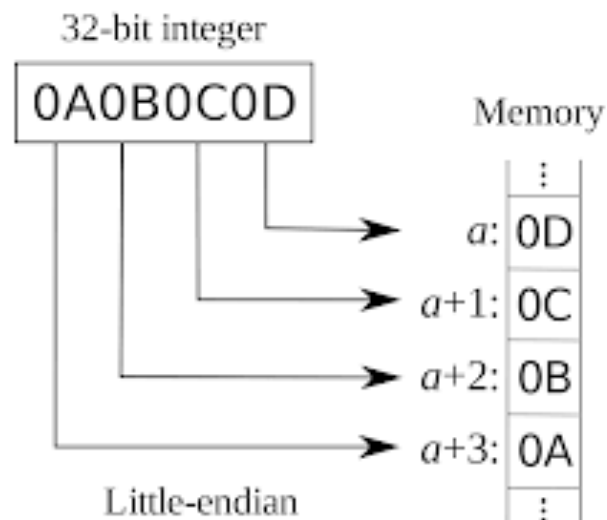 32-bit integer
0A0B0C0D
Memory
a: 0D
a+1: 0C
a+2: 0B
a+3: 0A
Little-endian